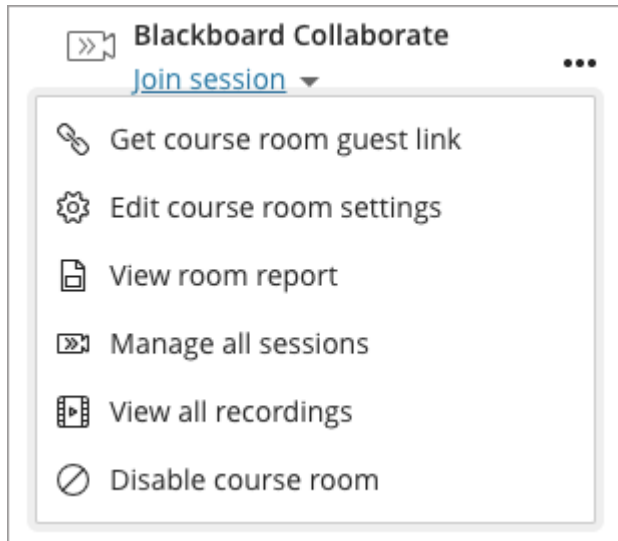 Blackboard Collaborate
Join session
Get course room guest link
Edit course room settings
View room report
Manage all sessions
View all recordings
Disable course room